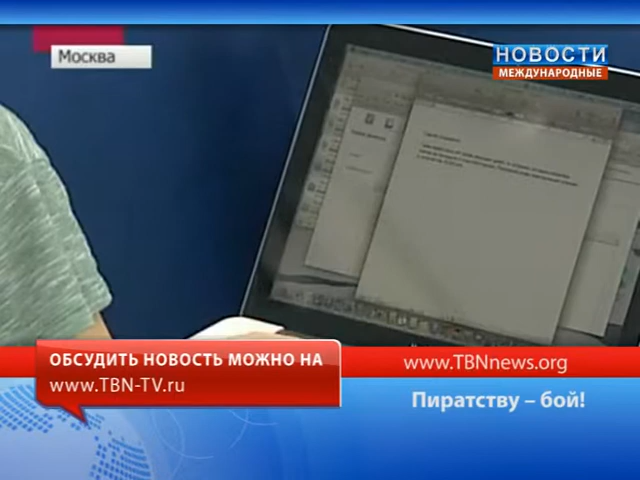 Москва
НОВОСТИ
МЕЖДУНАРОДНЫЕ
ОБСУДИТЬ НОВОСТЬ МОЖНО НА
www.TBN-TV.ru
www.TBNnews.org
Пиратству – бой!